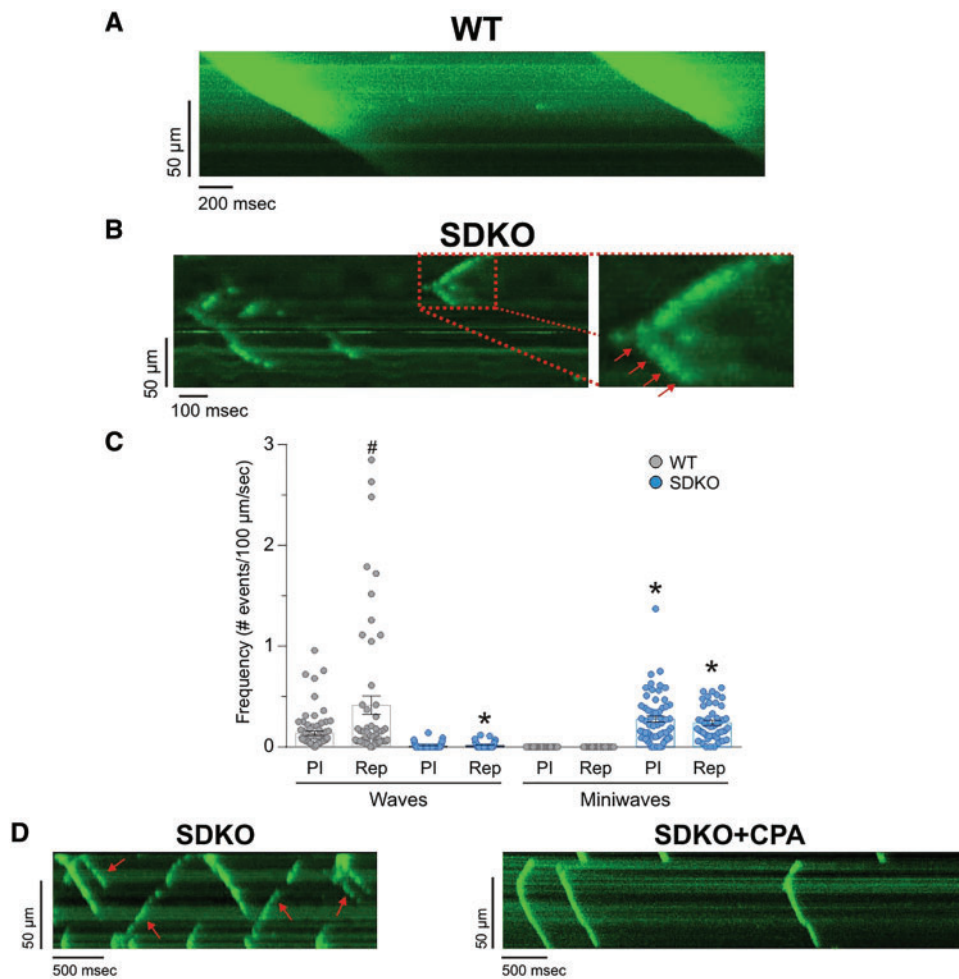 A
WT
50 μm
200 msec
B
SDKO
50 μm
100 msec
C
Frequency (# events/100 μm/sec)
3
2
1
0
#
*
*
*
WT
SDKO
PI Rep PI Rep PI Rep PI Rep
Waves Miniwaves
D
SDKO SDKO+CPA
50 μm 50 μm
500 msec 500 msec